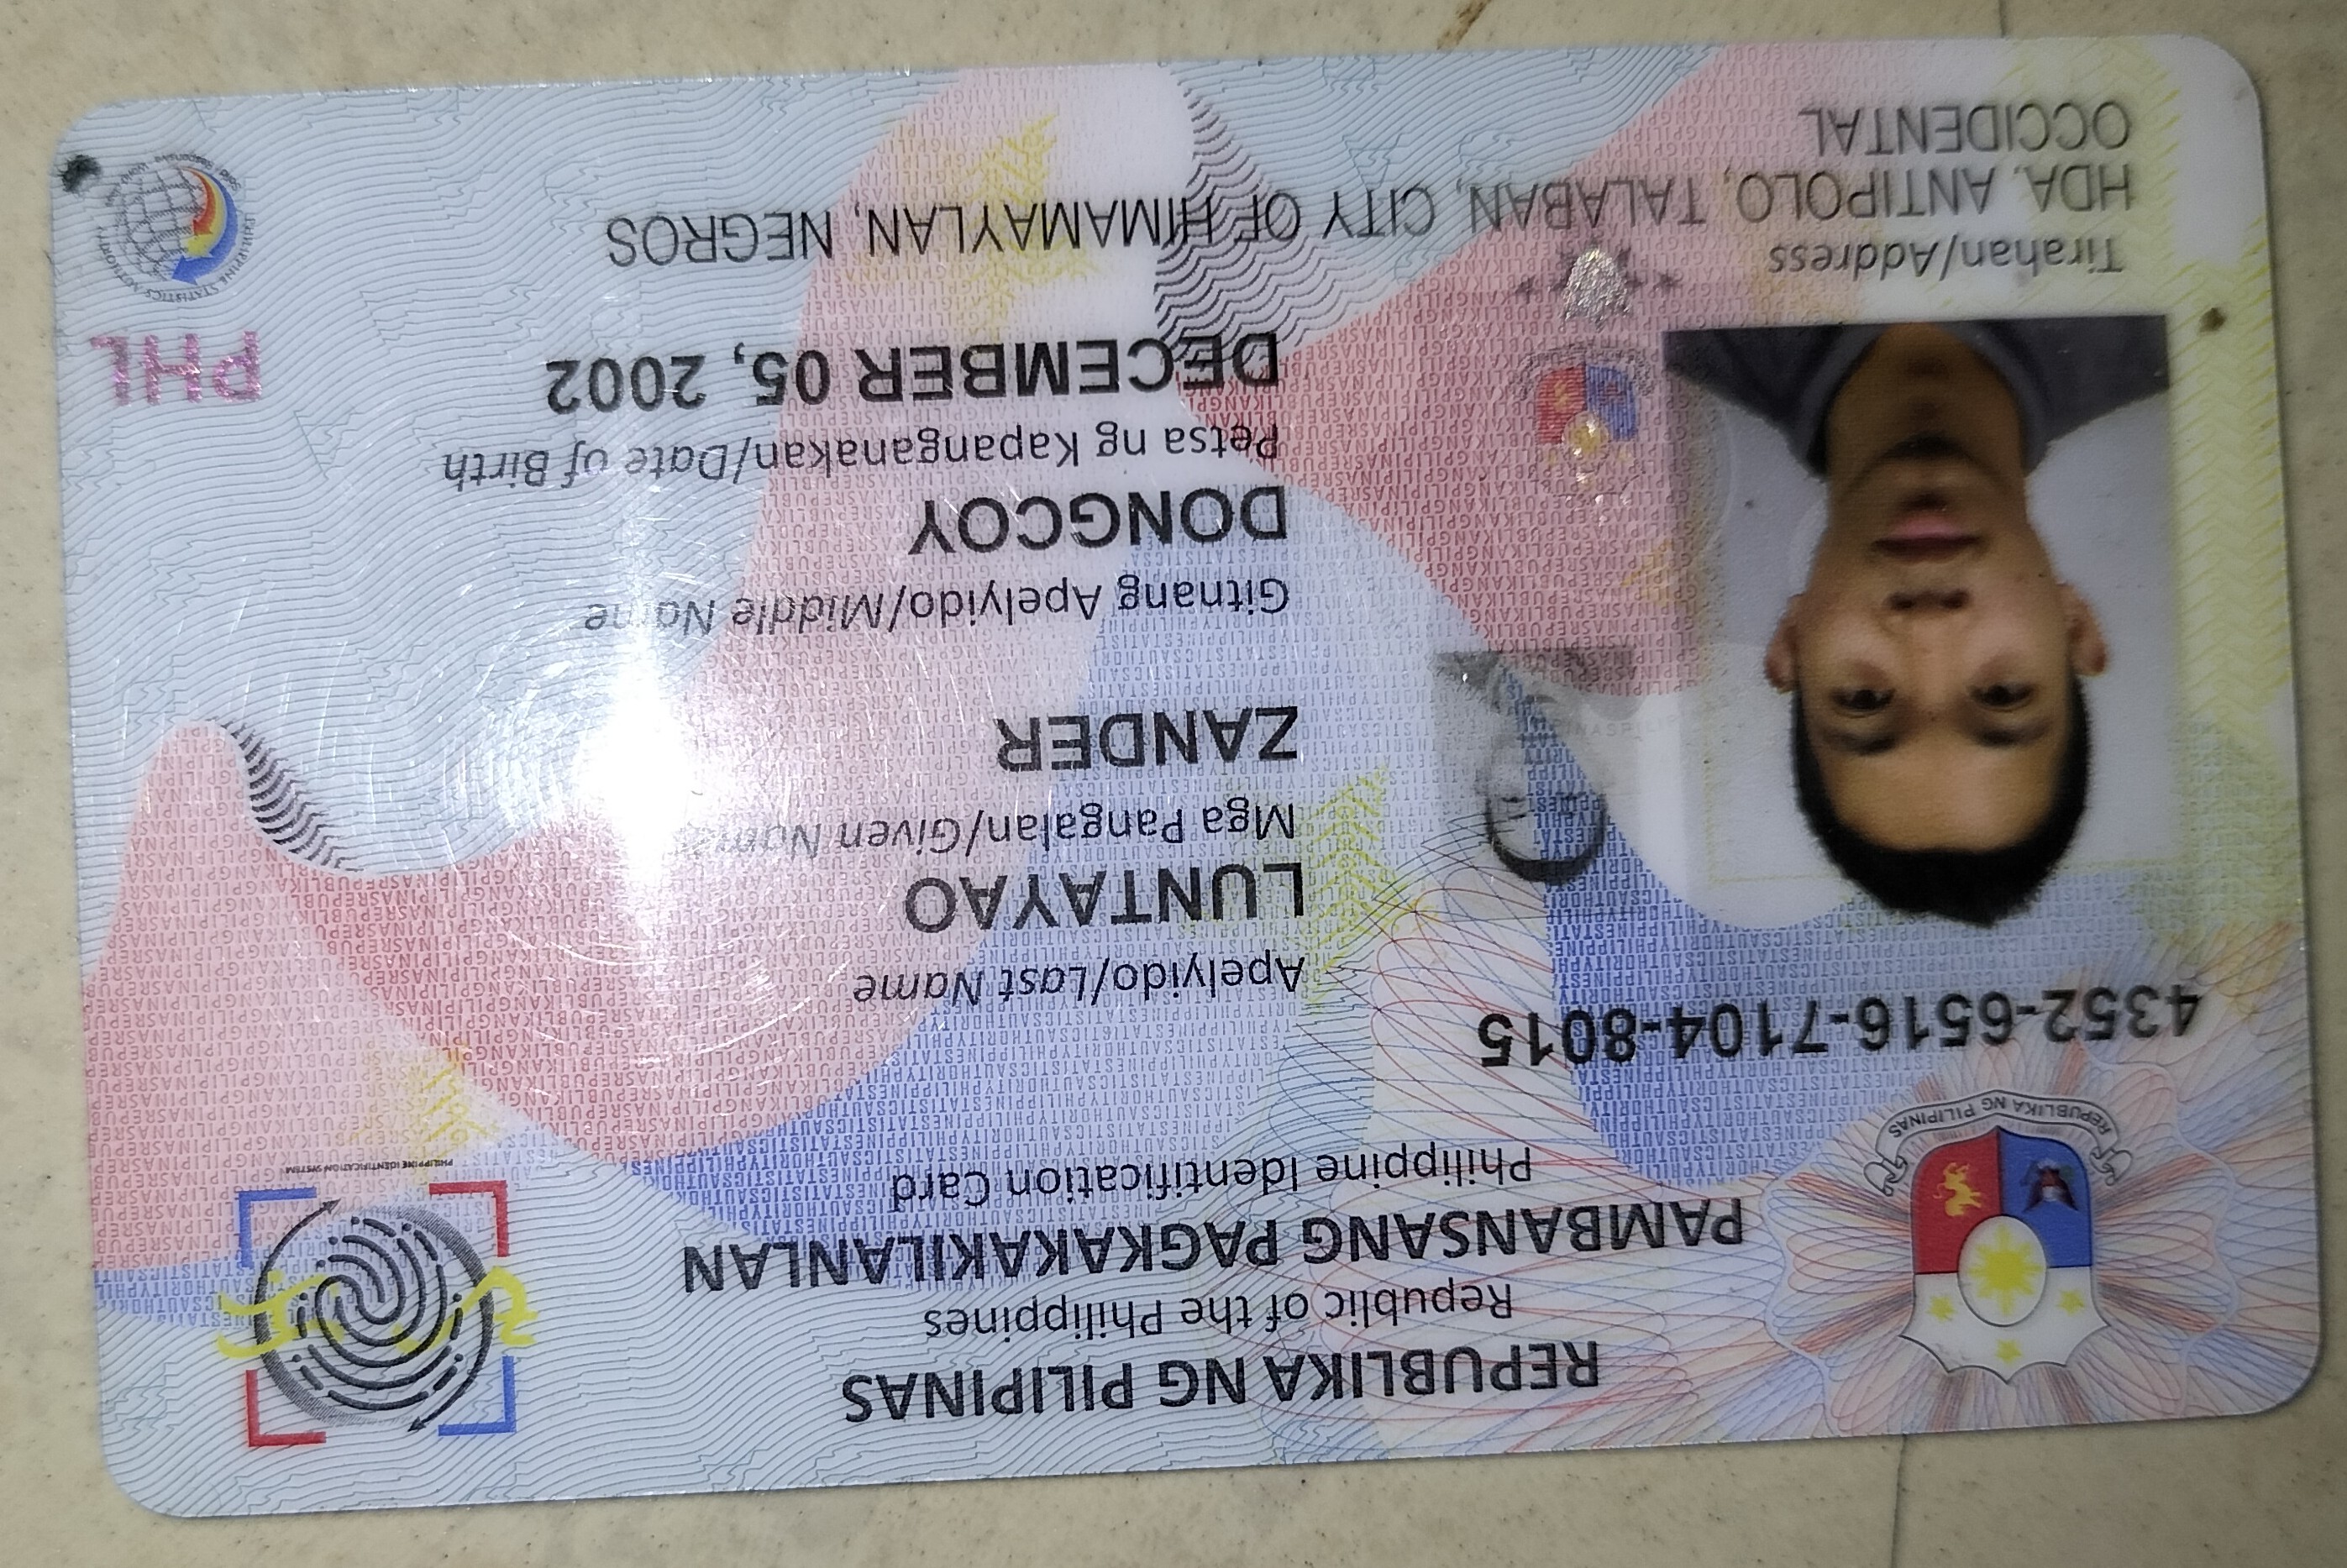 REPUBLIKA NG PILIPINAS
Republic of the Philippines
PAMBANSANG PAGKAKAKILANLAN
Philippine Identification Card
REPUBLIKA NG PILIPINAS
PHILIPPINE IDENTIFICATION SYSTEM
4352-6516-7104-8015
Apelyido/Last Name
LUNTAYAO
Mga Pangalan/Given Names
ZANDER
Gitnang Apelyido/Middle Name
DONGCOY
Petsa ng Kapanganakan/Date of Birth
DECEMBER 05, 2002
PHL
Tirahan/Address
HDA. ANTIPOLO, TALABAN, CITY OF HIMAMAYLAN, NEGROS
OCCIDENTAL
PHILIPPINE STATISTICS AUTHORITY